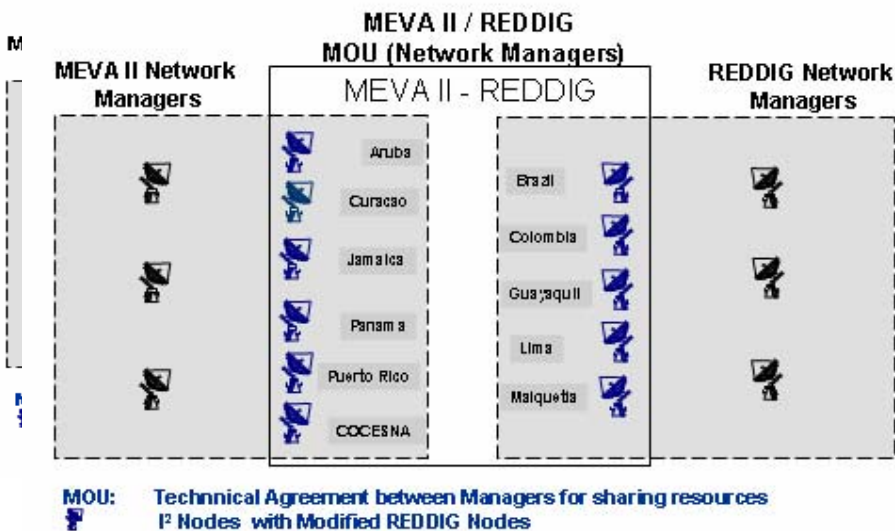 MEVA II / REDDIG
MOU (Network Managers)
MEVA II Network
Managers
MEVA II - REDDIG
REDDIG Network
Managers
Aruba
Curacao
Jamaica
Panama
Puerto Rico
COCESNA
Brazil
Colombia
Guayaquil
Lima
Maiquetia
MOU: Technnical Agreement between Managers for sharing resources
I² Nodes with Modified REDDIG Nodes